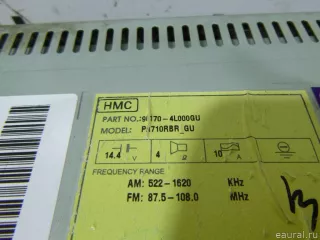 HMC
PART NO.:96170-4L000GU
MODEL: PA710RBR_GU
14.4 V 4 Ω 10 A
FREQUENCY RANGE
AM: 522-1620 KHz
FM: 87.5-108.0 MHz
eaural.ru